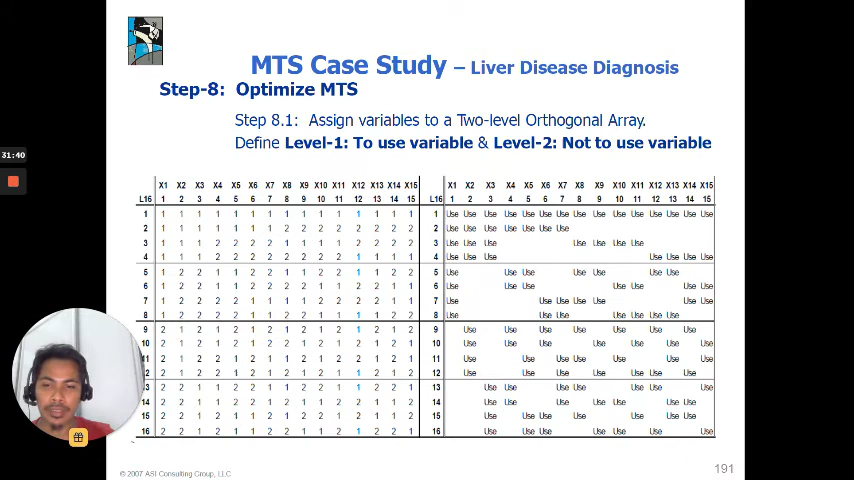 MTS Case Study – Liver Disease Diagnosis
Step-8: Optimize MTS
Step 8.1: Assign variables to a Two-level Orthogonal Array.
Define Level-1: To use variable & Level-2: Not to use variable
31:40
X1 X2 X3 X4 X5 X6 X7 X8 X9 X10 X11 X12 X13 X14 X15 X1 X2 X3 X4 X5 X6 X7 X8 X9 X10 X11 X12 X13 X14 X15
L16 1 2 3 4 5 6 7 8 9 10 11 12 13 14 15 L16 1 2 3 4 5 6 7 8 9 10 11 12 13 14 15
1 1 1 1 1 1 1 1 1 1 1 1 1 1 1 1 1 Use Use Use Use Use Use Use Use Use Use Use Use Use Use Use
2 1 1 1 1 1 1 1 2 2 2 2 2 2 2 2 2 Use Use Use Use Use Use Use
3 1 1 1 2 2 2 2 1 1 1 1 2 2 2 2 3 Use Use Use Use Use Use Use
4 1 1 1 2 2 2 2 2 2 2 2 1 1 1 1 4 Use Use Use Use Use Use Use
5 1 2 2 1 1 2 2 1 1 2 2 1 1 2 2 5 Use Use Use Use Use Use Use
6 1 2 2 1 1 2 2 2 2 1 1 2 2 1 1 6 Use Use Use Use Use Use Use
7 1 2 2 2 2 1 1 1 1 2 2 2 2 1 1 7 Use Use Use Use Use Use Use
8 1 2 2 2 2 1 1 2 2 1 1 1 1 2 2 8 Use Use Use Use Use Use Use
9 2 1 2 1 2 1 2 1 2 1 2 1 2 1 2 9 Use Use Use Use Use Use Use
10 2 1 2 1 2 1 2 2 1 2 1 2 1 2 1 10 Use Use Use Use Use Use Use
11 2 1 2 2 1 2 1 1 2 1 2 2 1 2 1 11 Use Use Use Use Use Use Use
12 2 1 2 2 1 2 1 2 1 2 1 1 2 1 2 12 Use Use Use Use Use Use Use
13 2 2 1 1 2 2 1 1 2 2 1 1 2 2 1 13 Use Use Use Use Use
14 2 2 1 1 2 2 1 2 1 1 2 2 1 1 2 14 Use Use Use Use Use Use
15 2 2 1 2 1 1 2 1 2 2 1 2 1 1 2 15 Use Use Use Use Use Use Use
16 2 2 1 2 1 1 2 2 1 1 2 1 2 2 1 16 Use Use Use Use Use Use Use
© 2007 ASI Consulting Group, LLC
191